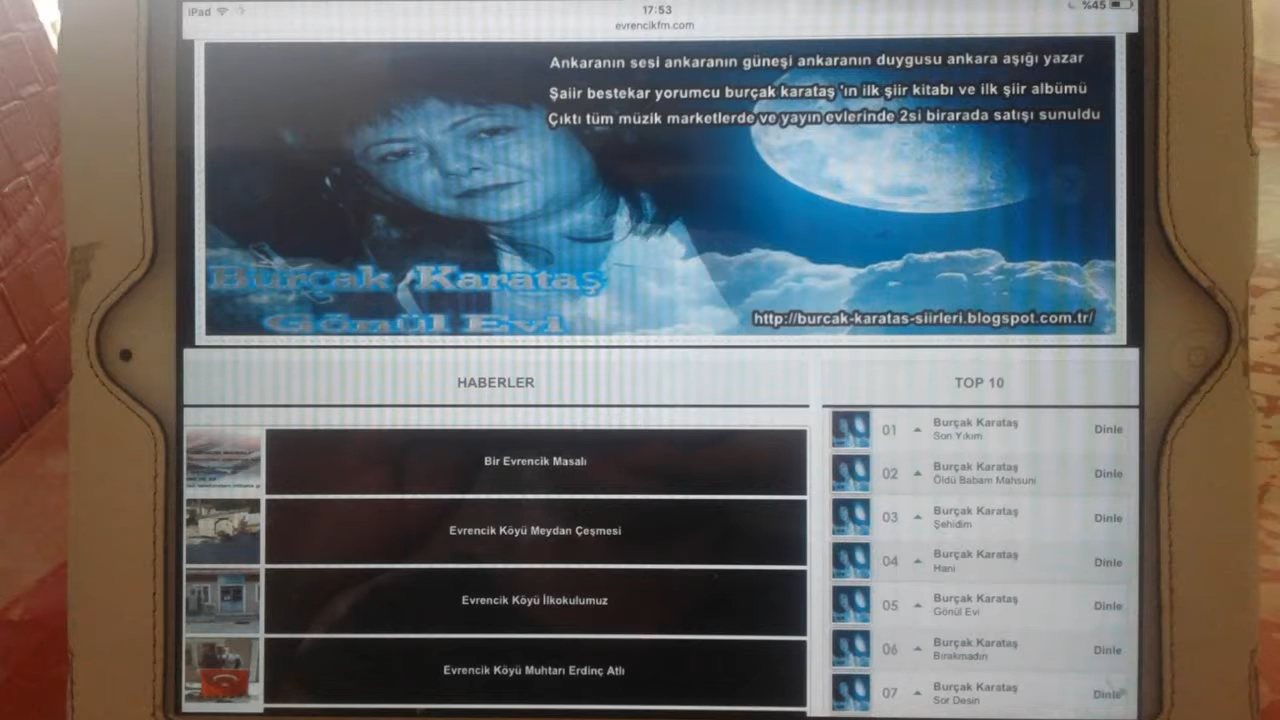 iPad
17:53
%45
evrencikfm.com
Ankaranın sesi ankaranın güneşi ankaranın duygusu ankara aşığı yazar
Şaiir bestekar yorumcu burçak karataş 'ın ilk şiir kitabı ve ilk şiir albümü
Çıktı tüm müzik marketlerde ve yayın evlerinde 2si birarada satışı sunuldu
Burçak Karataş
Gönül Evi
http://burcak-karatas-siirleri.blogspot.com.tr/
HABERLER
Bir Evrencik Masalı
Evrencik Köyü Meydan Çeşmesi
Evrencik Köyü İlkokulumuz
Evrencik Köyü Muhtarı Erdinç Atlı
TOP 10
01 Burçak Karataş Dinle
Son Yıkım
02 Burçak Karataş Dinle
Öldü Babam Mahsuni
03 Burçak Karataş Dinle
Şehidim
04 Burçak Karataş Dinle
Hani
05 Burçak Karataş Dinle
Gönül Evi
06 Burçak Karataş Dinle
Bırakmadın
07 Burçak Karataş Dinle
Sor Desin